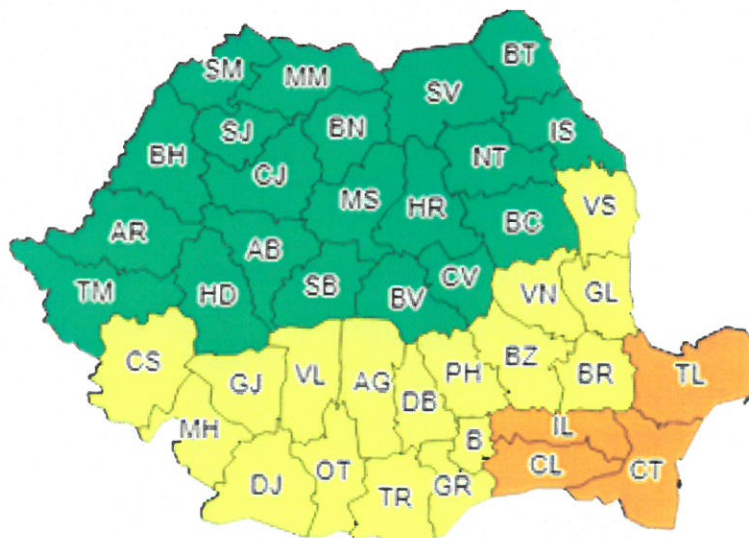 BT
SM
MM
SV
SJ
BN
IS
BH
CJ
NT
MS
HR
VS
AR
AB
BC
TM
HD
SB
BV
CV
VN
GL
CS
GJ
VL
AG
DB
PH
BZ
BR
TL
MH
B
IL
DJ
OT
TR
GR
CL
CT